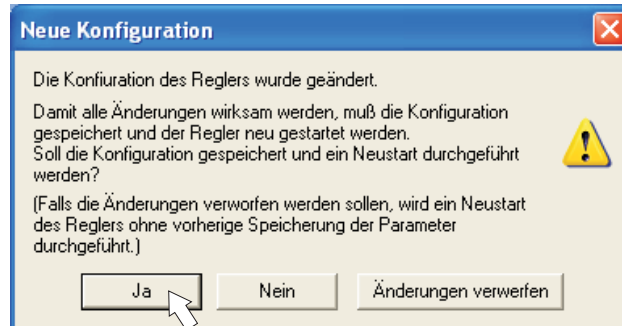 Neue Konfiguration
Die Konfiuration des Reglers wurde geändert.
Damit alle Änderungen wirksam werden, muß die Konfiguration
gespeichert und der Regler neu gestartet werden.
Soll die Konfiguration gespeichert und ein Neustart durchgeführt
werden?
(Falls die Änderungen verworfen werden sollen, wird ein Neustart
des Reglers ohne vorherige Speicherung der Parameter
durchgeführt.)
Ja Nein Änderungen verwerfen